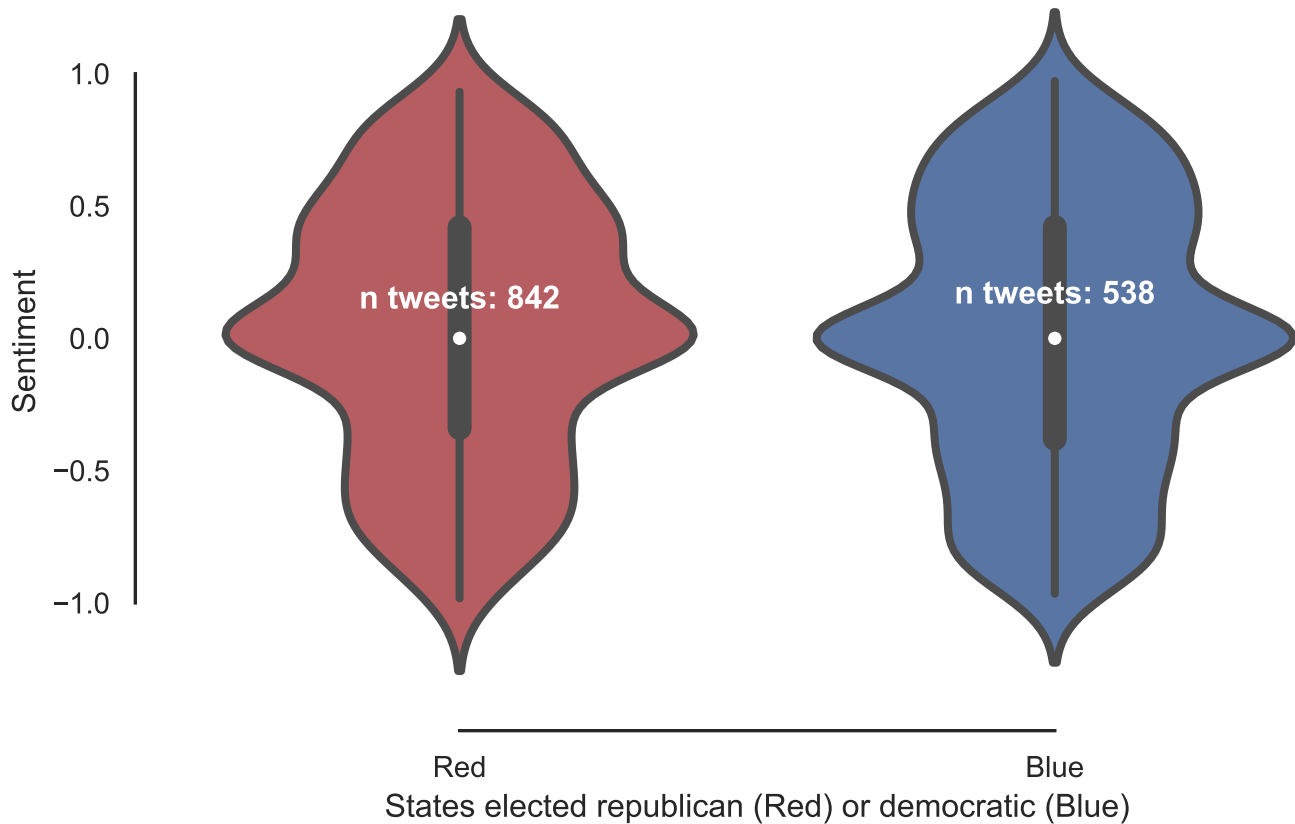 1.0
0.5
0.0
−0.5
−1.0
Sentiment
n tweets: 842
n tweets: 538
Red
Blue
States elected republican (Red) or democratic (Blue)